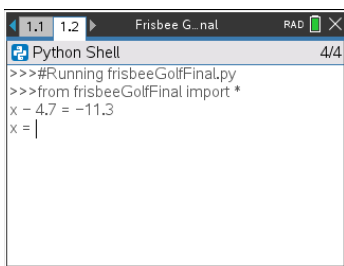 1.1 1.2 Frisbee G...nal RAD
Python Shell 4/4
>>>#Running frisbeeGolfFinal.py
>>>from frisbeeGolfFinal import *
x − 4.7 = −11.3
x =